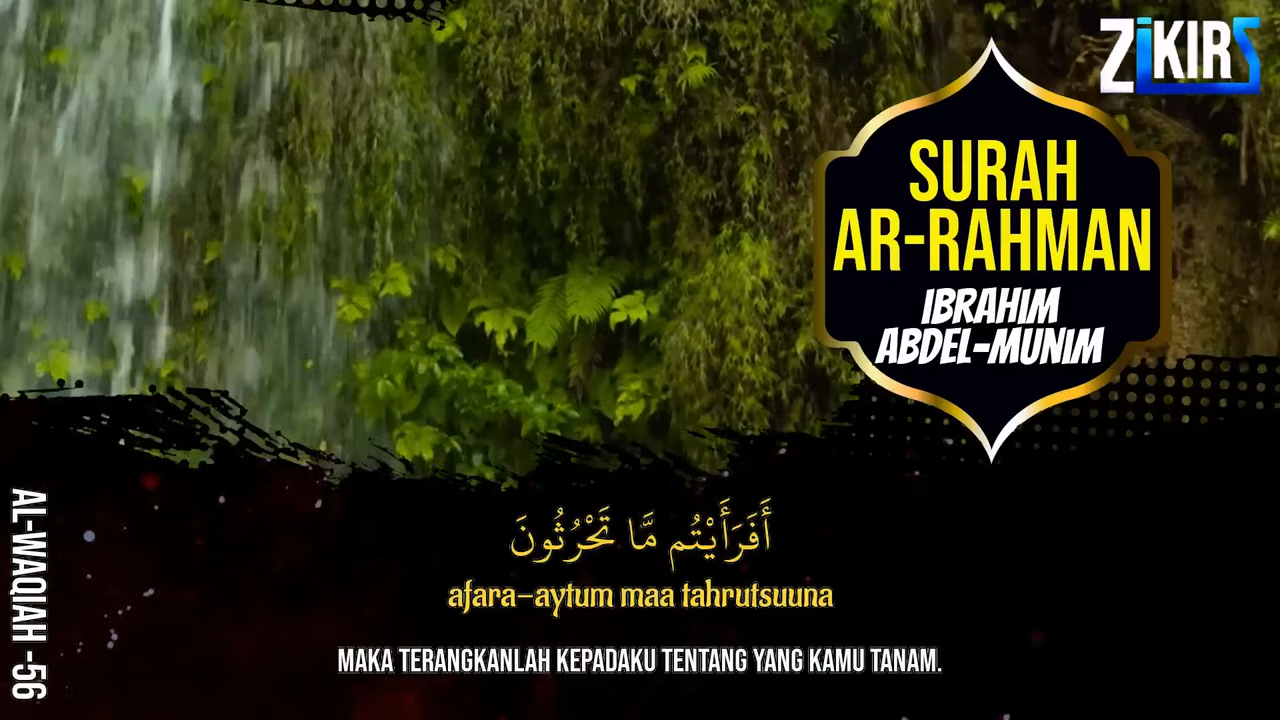 ZiKIRS
SURAH
AR-RAHMAN
IBRAHIM
ABDEL-MUNIM
أَفَرَأَيْتُم مَّا تَحْرُثُونَ
afara-aytum maa tahrutsuuna
MAKA TERANGKANLAH KEPADAKU TENTANG YANG KAMU TANAM.
AL-WAQIAH -56